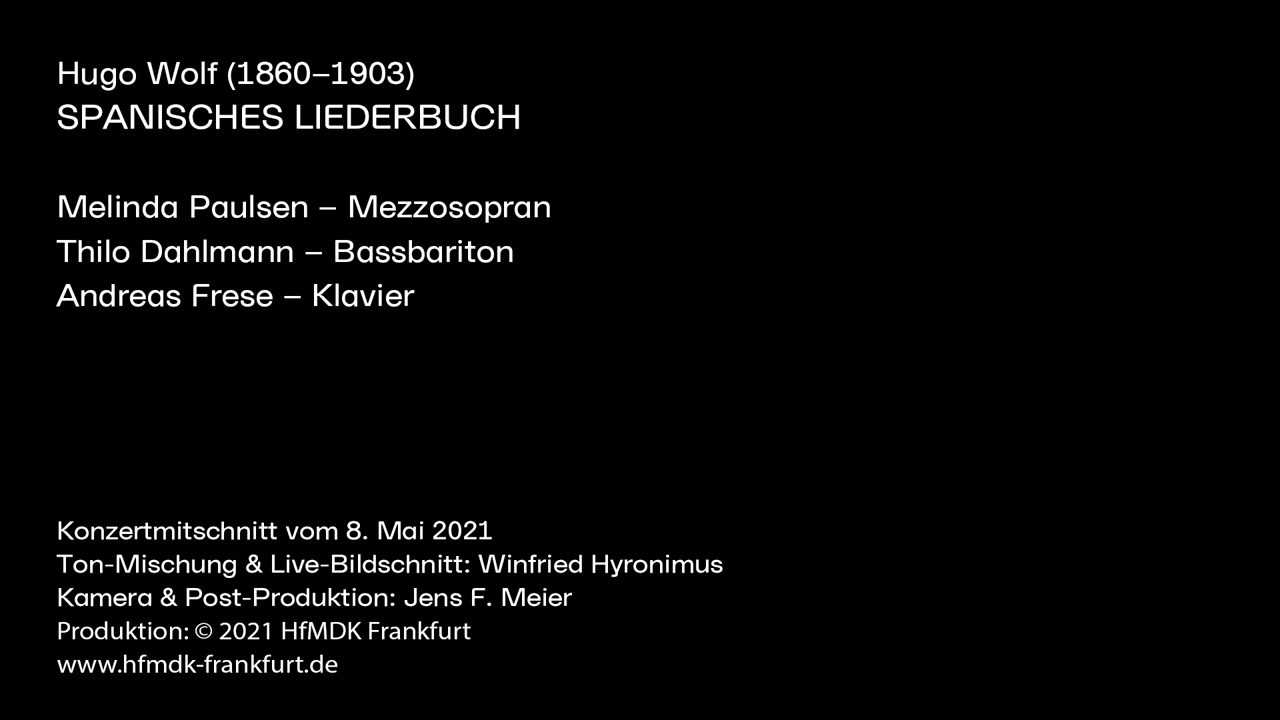 Hugo Wolf (1860–1903)
SPANISCHES LIEDERBUCH
Melinda Paulsen – Mezzosopran
Thilo Dahlmann – Bassbariton
Andreas Frese – Klavier
Konzertmitschnitt vom 8. Mai 2021
Ton-Mischung & Live-Bildschnitt: Winfried Hyronimus
Kamera & Post-Produktion: Jens F. Meier
Produktion: © 2021 HfMDK Frankfurt
www.hfmdk-frankfurt.de